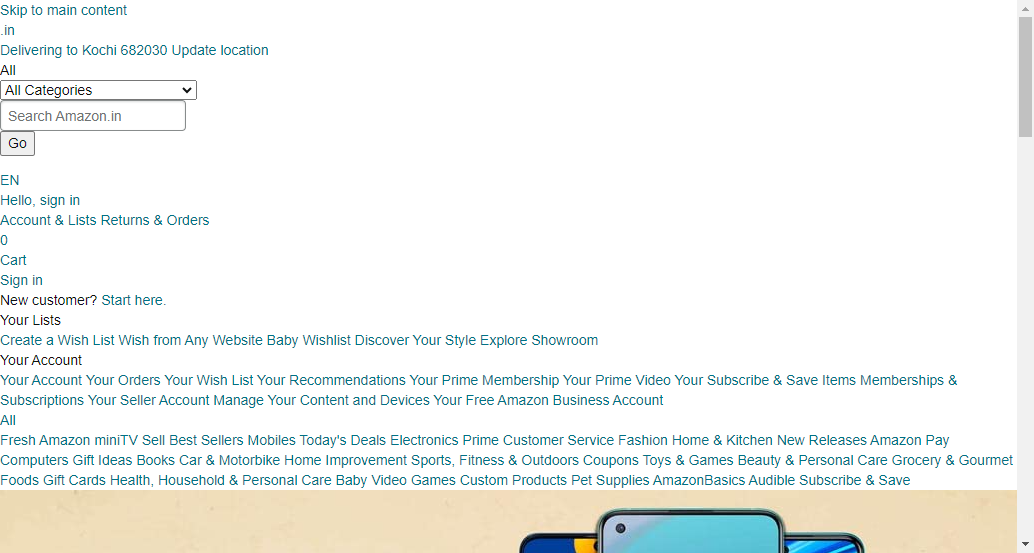 Skip to main content
.in
Delivering to Kochi 682030 Update location
All
All Categories
Search Amazon.in
Go
EN
Hello, sign in
Account & Lists Returns & Orders
0
Cart
Sign in
New customer? Start here.
Your Lists
Create a Wish List Wish from Any Website Baby Wishlist Discover Your Style Explore Showroom
Your Account
Your Account Your Orders Your Wish List Your Recommendations Your Prime Membership Your Prime Video Your Subscribe & Save Items Memberships &
Subscriptions Your Seller Account Manage Your Content and Devices Your Free Amazon Business Account
All
Fresh Amazon miniTV Sell Best Sellers Mobiles Today's Deals Electronics Prime Customer Service Fashion Home & Kitchen New Releases Amazon Pay
Computers Gift Ideas Books Car & Motorbike Home Improvement Sports, Fitness & Outdoors Coupons Toys & Games Beauty & Personal Care Grocery & Gourmet
Foods Gift Cards Health, Household & Personal Care Baby Video Games Custom Products Pet Supplies AmazonBasics Audible Subscribe & Save